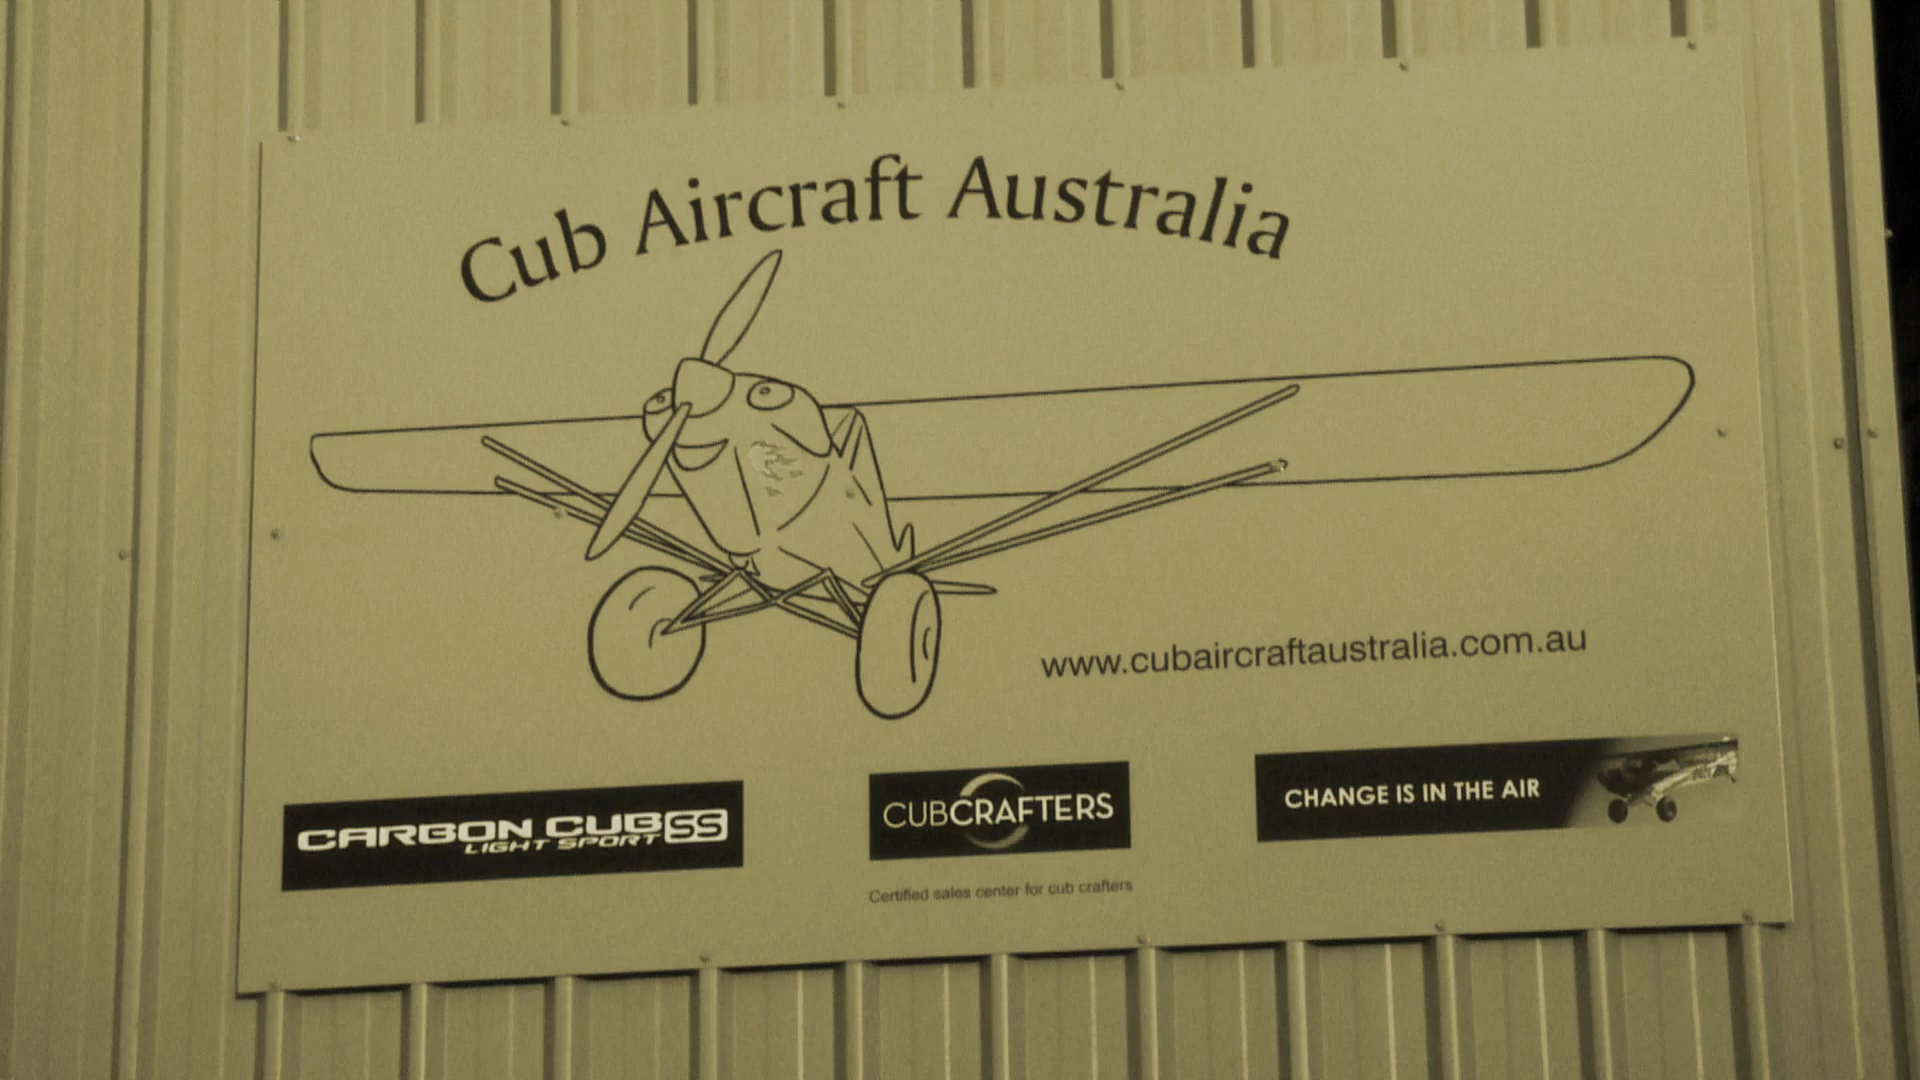 Cub Aircraft Australia
www.cubaircraftaustralia.com.au
CARBON CUB SS
LIGHT SPORT
CUBCRAFTERS
CHANGE IS IN THE AIR
Certified sales center for cub crafters